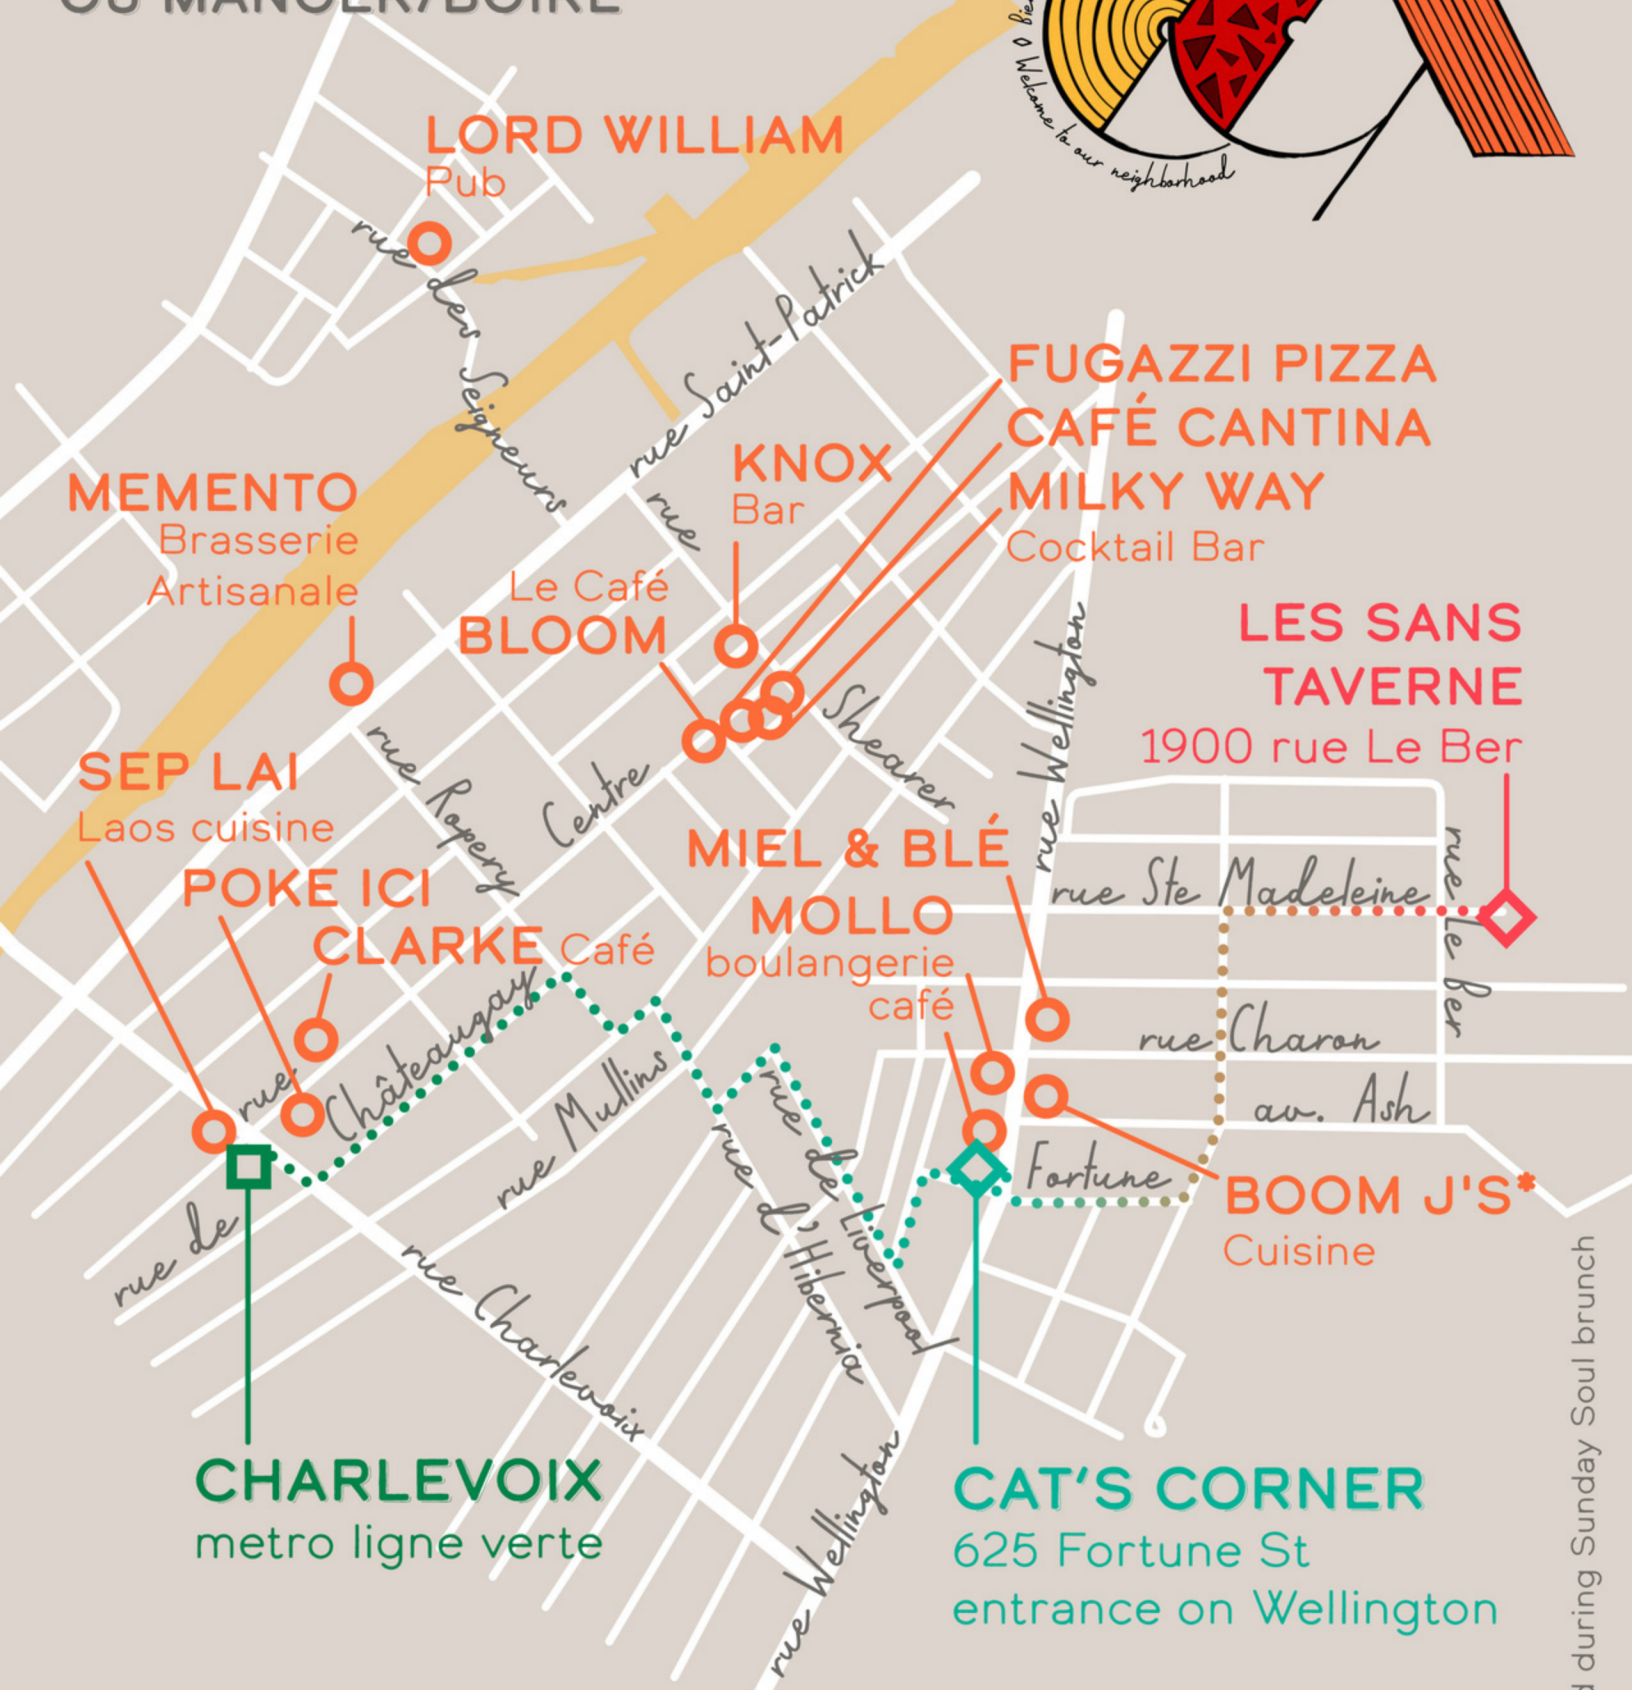 OÙ MANGER/BOIRE
Welcome to our neighborhood
LORD WILLIAM
Pub
rue des Seigneurs
rue Saint-Patrick
FUGAZZI PIZZA
CAFÉ CANTINA
MILKY WAY
Cocktail Bar
KNOX
Bar
rue
Shearer
MEMENTO
Brasserie
Artisanale
Le Café
BLOOM
LES SANS
TAVERNE
1900 rue Le Ber
rue Wellington
rue Ropery
Centre
SEP LAI
Laos cuisine
POKE ICI
CLARKE Café
MIEL & BLÉ
MOLLO
boulangerie
café
rue Ste Madeleine
rue Le Ber
rue Charon
av. Ash
Fortune
BOOM J'S*
Cuisine
rue de
rue
Châteaugay
rue Mullins
rue de Liverpool
rue d'Hibernia
rue Charlevoix
rue Wellington
CHARLEVOIX
metro ligne verte
CAT'S CORNER
625 Fortune St
entrance on Wellington
during Sunday Soul brunch